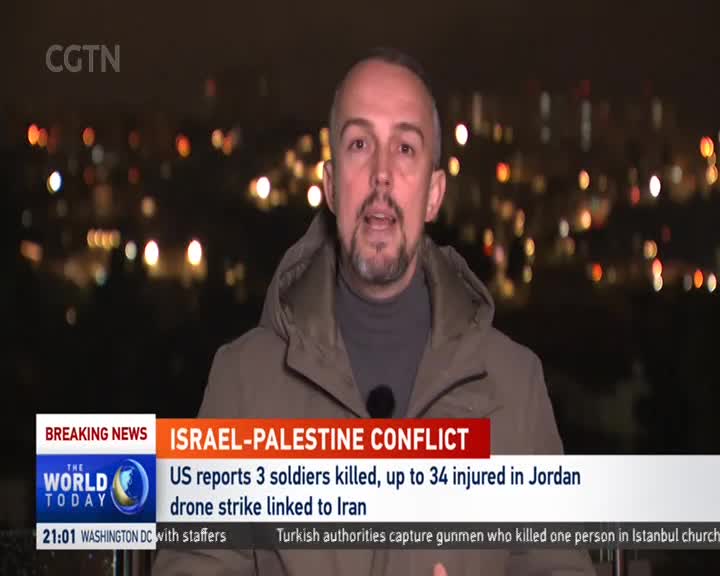 CGTN
BREAKING NEWS
ISRAEL-PALESTINE CONFLICT
THE
WORLD
TODAY
US reports 3 soldiers killed, up to 34 injured in Jordan
drone strike linked to Iran
21:01 WASHINGTON DC
with staffers Turkish authorities capture gunmen who killed one person in Istanbul church